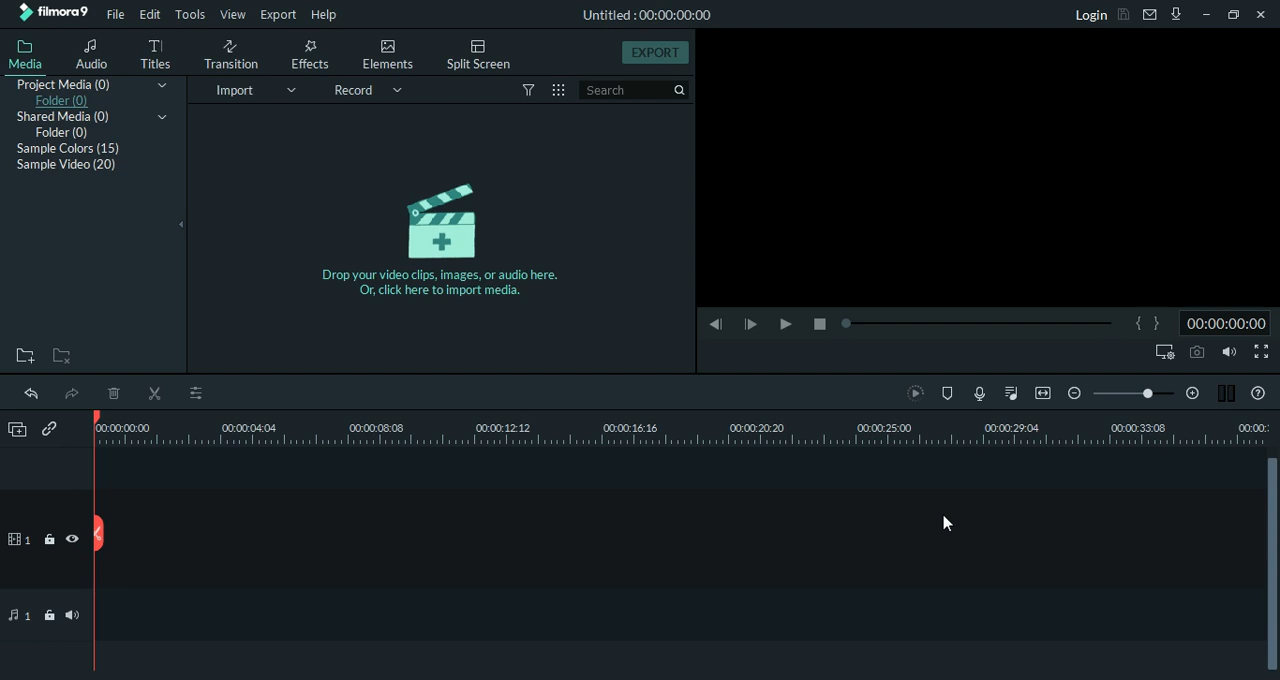 filmora9 File Edit Tools View Export Help Untitled : 00:00:00:00 Login
Media Audio Titles Transition Effects Elements Split Screen EXPORT
Project Media (0)
Folder (0)
Shared Media (0)
Folder (0)
Sample Colors (15)
Sample Video (20)
Import Record Search
Drop your video clips, images, or audio here.
Or, click here to import media.
{ } 00:00:00:00
00:00:00:00 00:00:04:04 00:00:08:08 00:00:12:12 00:00:16:16 00:00:20:20 00:00:25:00 00:00:29:04 00:00:33:08 00:00:
1
1